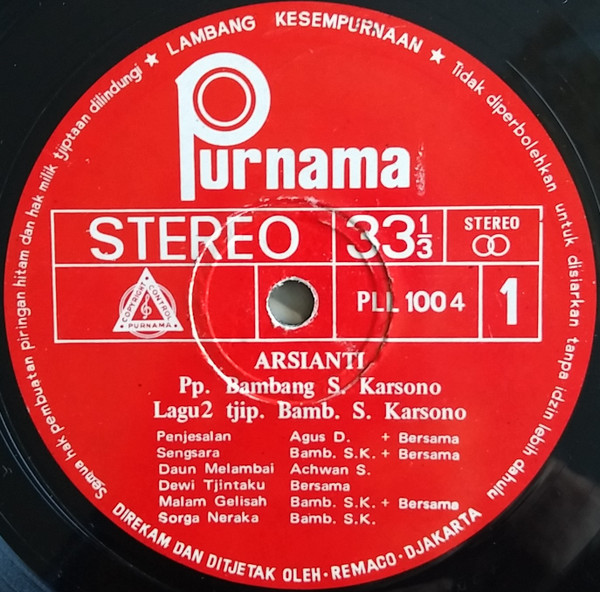 ★ LAMBANG KESEMPURNAAN ★
Tidak diperbolehkan untuk disiarkan tanpa idzin lebih dahulu
Semua hak pembuatan piringan hitam dan hak milik tjiptaan dilindungi
Purnama
STEREO
33 1/3
STEREO
COPYRIGHT CONTROL
PURNAMA
PLL 1004
1
ARSIANTI
Pp. Bambang S. Karsono
Lagu2 tjip. Bamb. S. Karsono
Penjesalan Agus D. + Bersama
Sengsara Bamb. S.K. + Bersama
Daun Melambai Achwan S.
Dewi Tjintaku Bersama
Malam Gelisah Bamb. S.K. + Bersama
Sorga Neraka Bamb. S.K.
DIREKAM DAN DITJETAK OLEH · REMACO · DJAKARTA